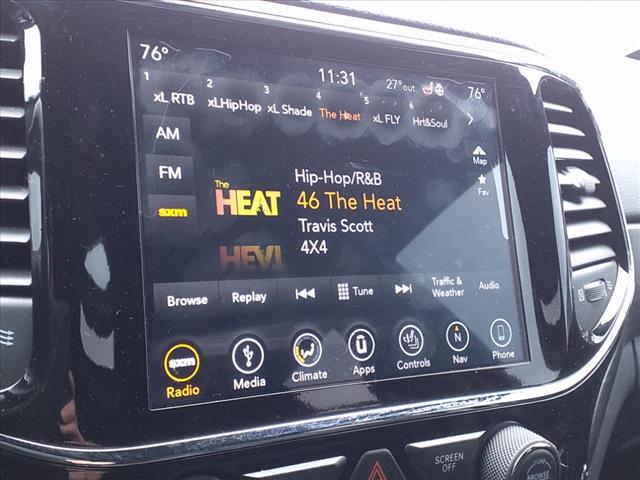 76° 11:31 27°out. 76°
1 2 3 4 5 6
xL RTB xLHipHop xL Shade The Heat xL FLY Hrt&Soul
AM
FM
sxm
Map
Fav
The
HEAT
Hip-Hop/R&B
46 The Heat
Travis Scott
4X4
Browse Replay Tune Traffic &
Weather Audio
sxm
N
Radio Media Climate Apps Controls Nav Phone
SCREEN
OFF
BROWSE